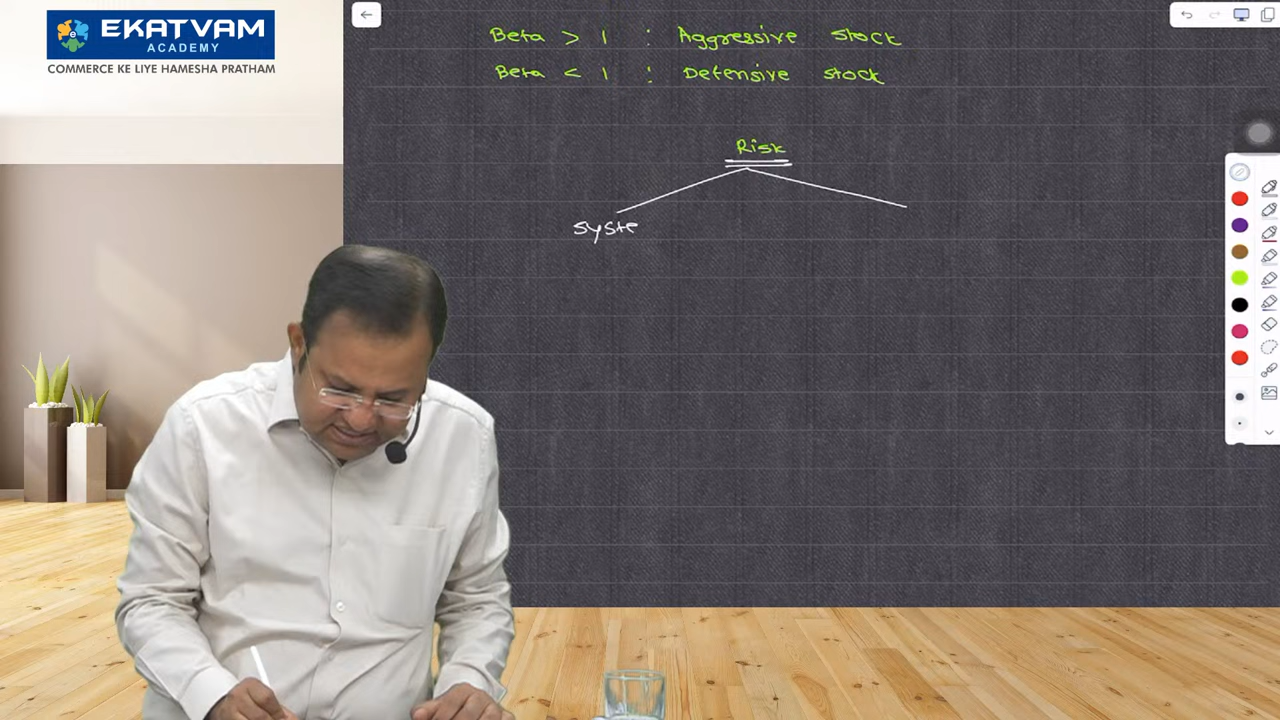 EKATVAM
ACADEMY
COMMERCE KE LIYE HAMESHA PRATHAM
Beta > 1 : Aggressive stock
Beta < 1 : Defensive stock
Risk
syste